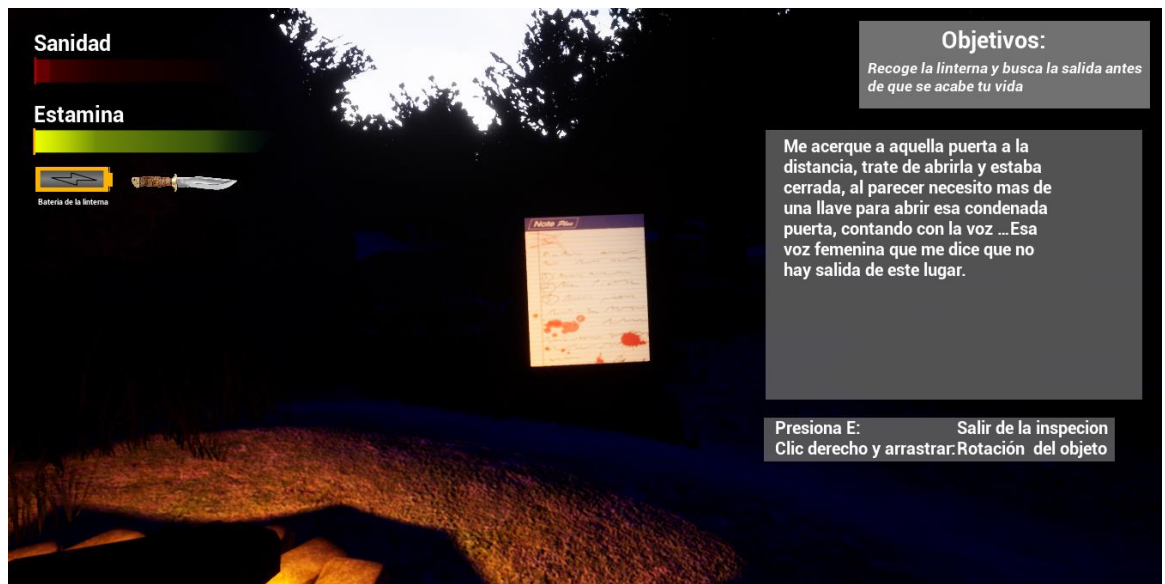 Sanidad
Estamina
Bateria de la linterna
Objetivos:
Recoge la linterna y busca la salida antes
de que se acabe tu vida
Note
Me acerque a aquella puerta a la
distancia, trate de abrirla y estaba
cerrada, al parecer necesito mas de
una llave para abrir esa condenada
puerta, contando con la voz ...Esa
voz femenina que me dice que no
hay salida de este lugar.
Presiona E: Salir de la inspecion
Clic derecho y arrastrar: Rotación del objeto